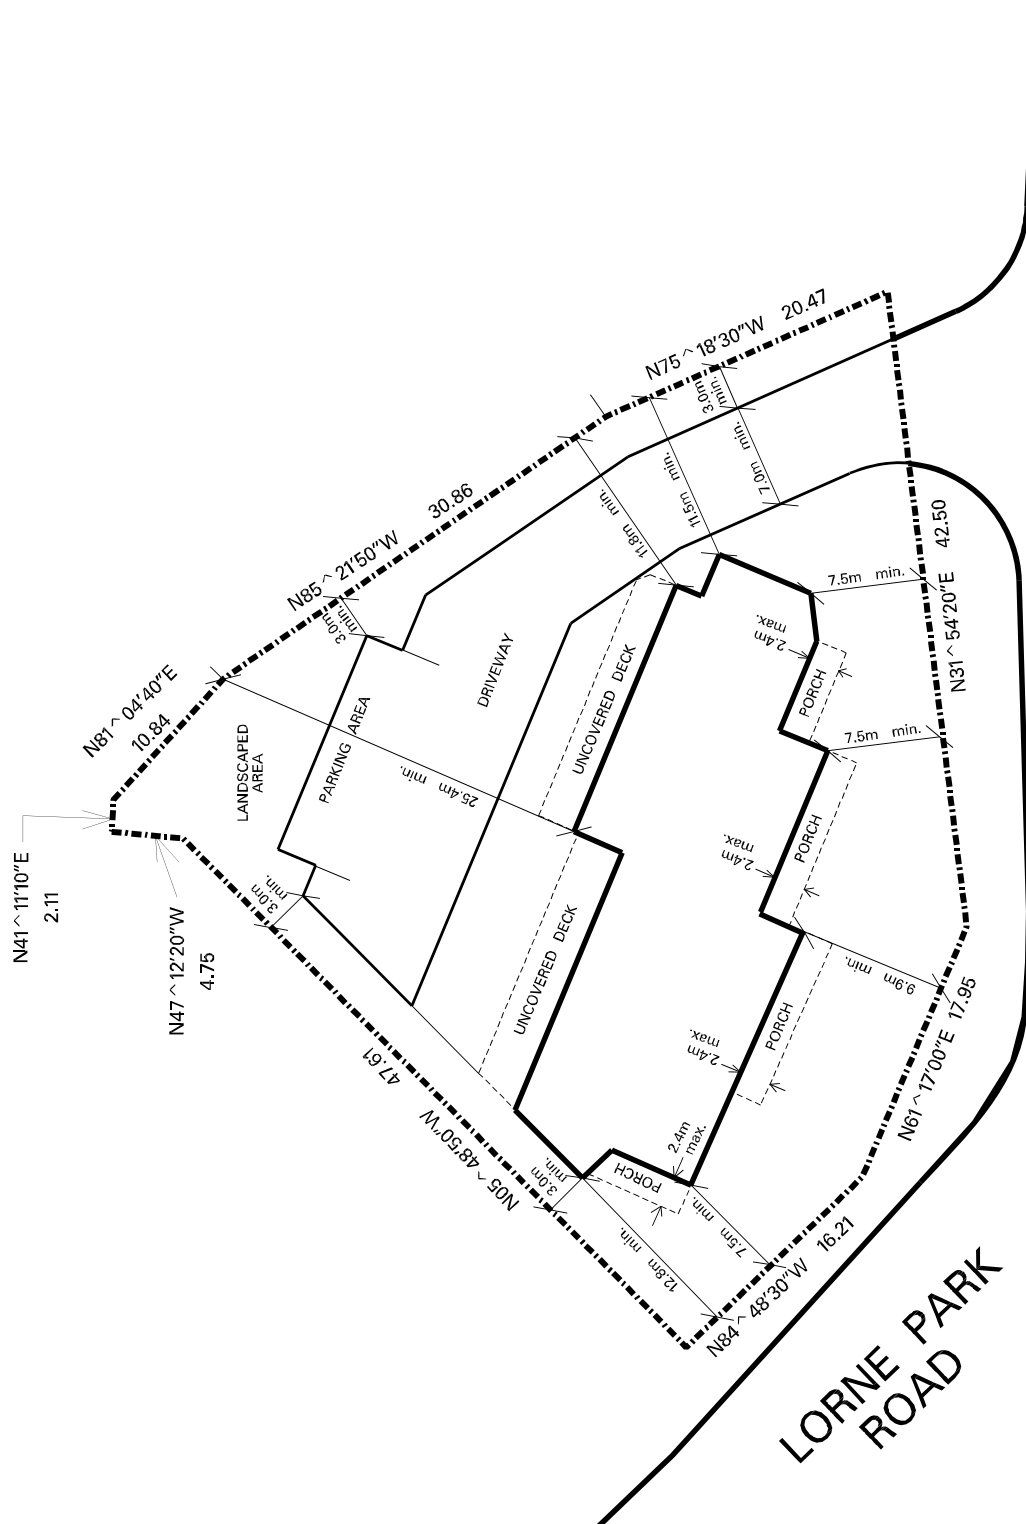 N75^18'30"W 20.47
3.0m
min.
7.0m min.
11.5m min.
11.8m min.
N85^21'50"W 30.86
3.0m
min.
N81^04'40"E
10.84
N41^11'10"E
2.11
N47^12'20"W
4.75
LANDSCAPED
AREA
PARKING AREA
DRIVEWAY
25.4m min.
UNCOVERED DECK
UNCOVERED DECK
42.50
N31^54'20"E
7.5m min.
2.4m
max.
PORCH
7.5m min.
2.4m
max.
PORCH
9.9m min.
2.4m
max.
PORCH
N61^17'00"E 17.95
3.0m
min.
47.61
N05^48'50"W
3.0m
min.
PORCH
2.4m
max.
7.5m min.
12.8m min.
N84^48'30"W 16.21
LORNE PARK
ROAD